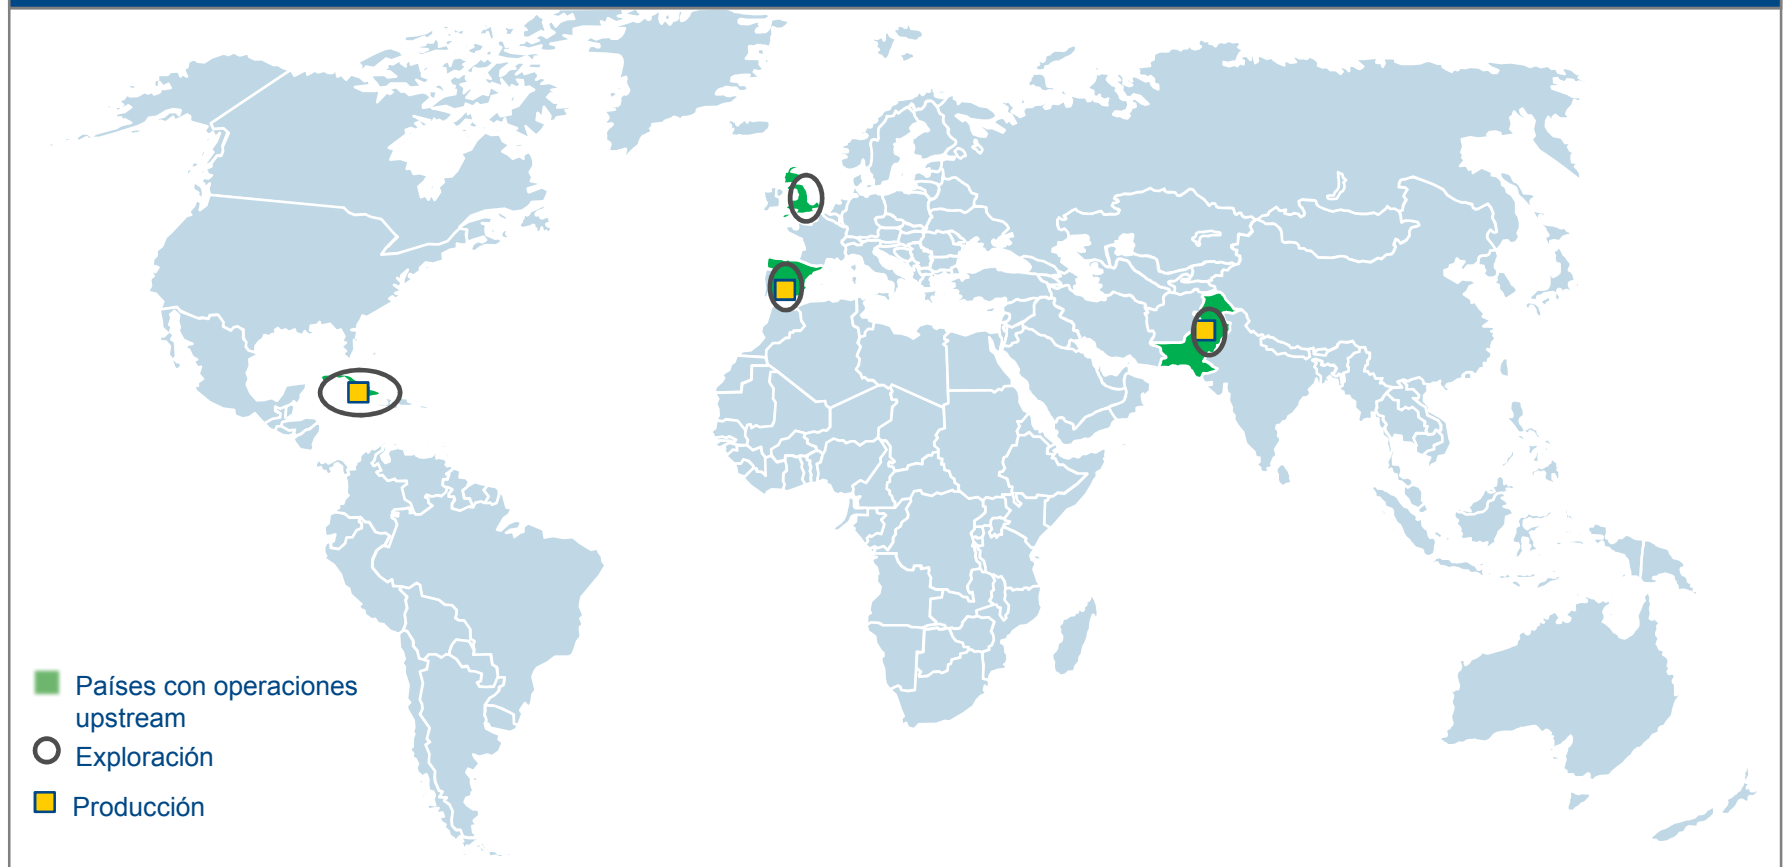 Países con operaciones
upstream
Exploración
Producción